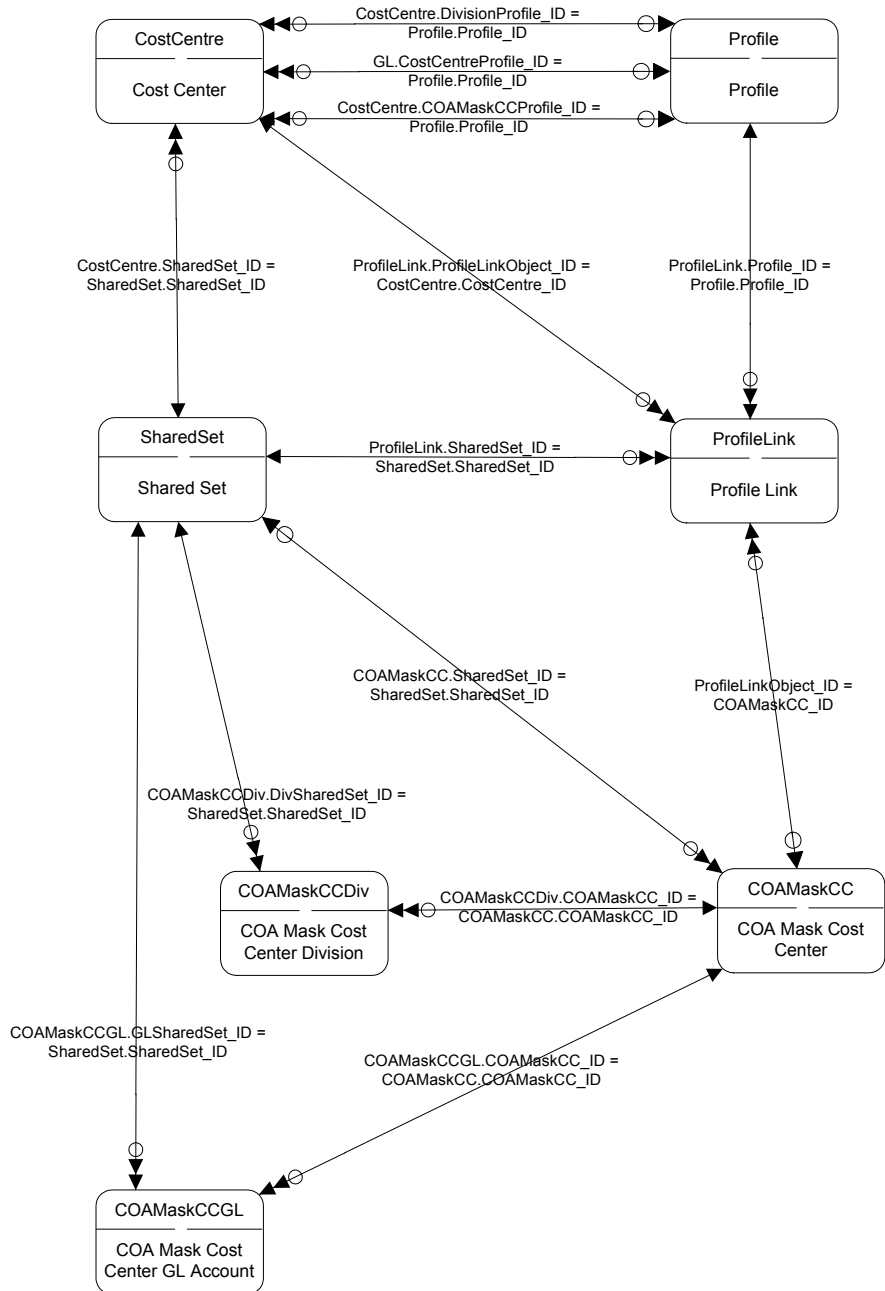 CostCentre.DivisionProfile_ID =
Profile.Profile_ID
CostCentre
Cost Center
Profile
Profile
GL.CostCentreProfile_ID =
Profile.Profile_ID
CostCentre.COAMaskCCProfile_ID =
Profile.Profile_ID
CostCentre.SharedSet_ID =
SharedSet.SharedSet_ID
ProfileLink.ProfileLinkObject_ID =
CostCentre.CostCentre_ID
ProfileLink.Profile_ID =
Profile.Profile_ID
SharedSet
Shared Set
ProfileLink.SharedSet_ID =
SharedSet.SharedSet_ID
ProfileLink
Profile Link
COAMaskCC.SharedSet_ID =
SharedSet.SharedSet_ID
ProfileLinkObject_ID =
COAMaskCC_ID
COAMaskCCDiv.DivSharedSet_ID =
SharedSet.SharedSet_ID
COAMaskCCDiv
COA Mask Cost
Center Division
COAMaskCCDiv.COAMaskCC_ID =
COAMaskCC.COAMaskCC_ID
COAMaskCC
COA Mask Cost
Center
COAMaskCCGL.GLSharedSet_ID =
SharedSet.SharedSet_ID
COAMaskCCGL.COAMaskCC_ID =
COAMaskCC.COAMaskCC_ID
COAMaskCCGL
COA Mask Cost
Center GL Account